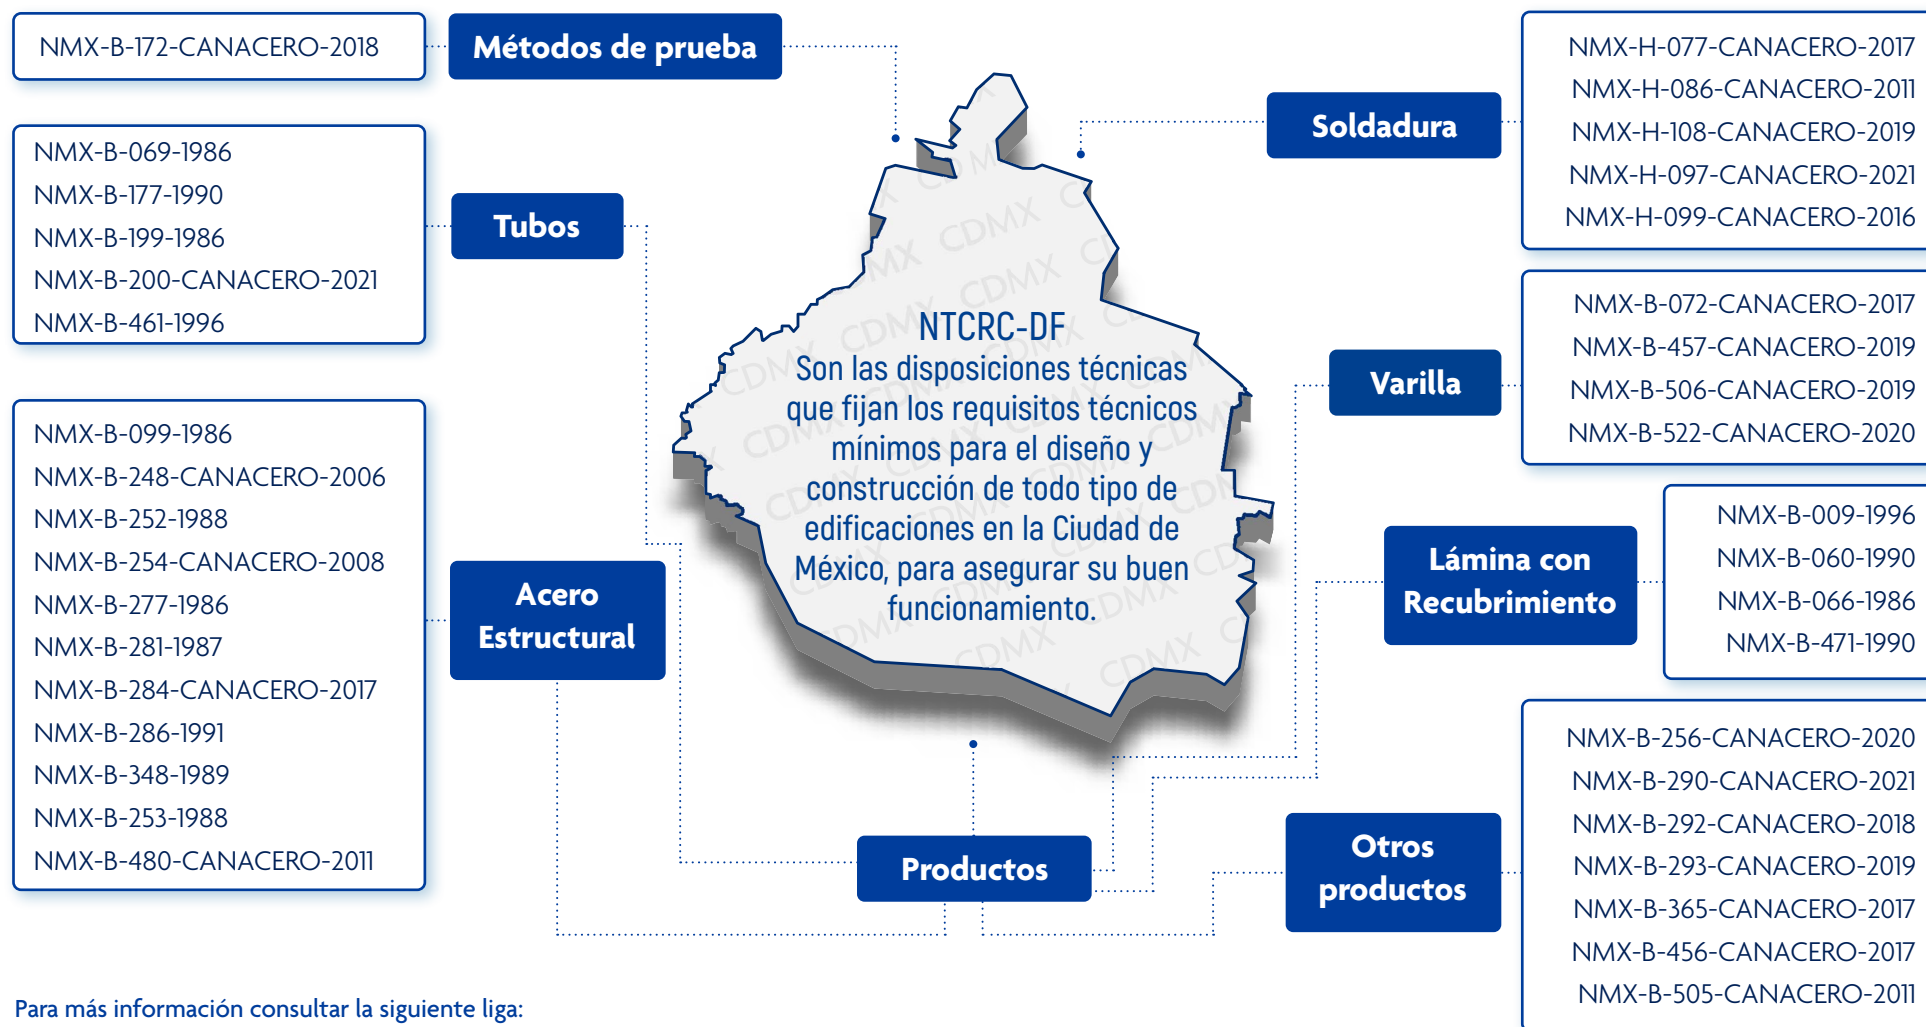 NMX-B-172-CANACERO-2018
Métodos de prueba
NMX-B-069-1986
NMX-B-177-1990
NMX-B-199-1986
NMX-B-200-CANACERO-2021
NMX-B-461-1996
Tubos
NMX-B-099-1986
NMX-B-248-CANACERO-2006
NMX-B-252-1988
NMX-B-254-CANACERO-2008
NMX-B-277-1986
NMX-B-281-1987
NMX-B-284-CANACERO-2017
NMX-B-286-1991
NMX-B-348-1989
NMX-B-253-1988
NMX-B-480-CANACERO-2011
Acero
Estructural
NTCRC-DF
Son las disposiciones técnicas
que fijan los requisitos técnicos
mínimos para el diseño y
construcción de todo tipo de
edificaciones en la Ciudad de
México, para asegurar su buen
funcionamiento.
Productos
Soldadura
NMX-H-077-CANACERO-2017
NMX-H-086-CANACERO-2011
NMX-H-108-CANACERO-2019
NMX-H-097-CANACERO-2021
NMX-H-099-CANACERO-2016
Varilla
NMX-B-072-CANACERO-2017
NMX-B-457-CANACERO-2019
NMX-B-506-CANACERO-2019
NMX-B-522-CANACERO-2020
Lámina con
Recubrimiento
NMX-B-009-1996
NMX-B-060-1990
NMX-B-066-1986
NMX-B-471-1990
Otros
productos
NMX-B-256-CANACERO-2020
NMX-B-290-CANACERO-2021
NMX-B-292-CANACERO-2018
NMX-B-293-CANACERO-2019
NMX-B-365-CANACERO-2017
NMX-B-456-CANACERO-2017
NMX-B-505-CANACERO-2011
Para más información consultar la siguiente liga: